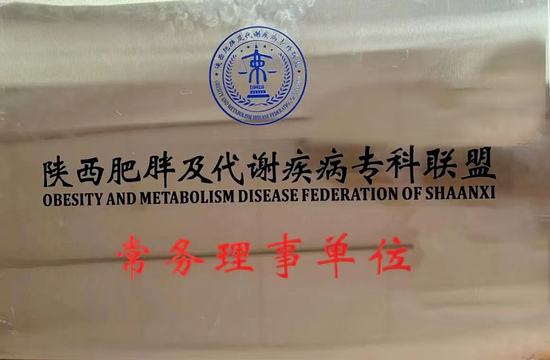 陕西肥胖及代谢疾病专科联盟
OBESITY AND METABOLISM DISEASE FEDERATION OF SHAANXI
常务理事单位